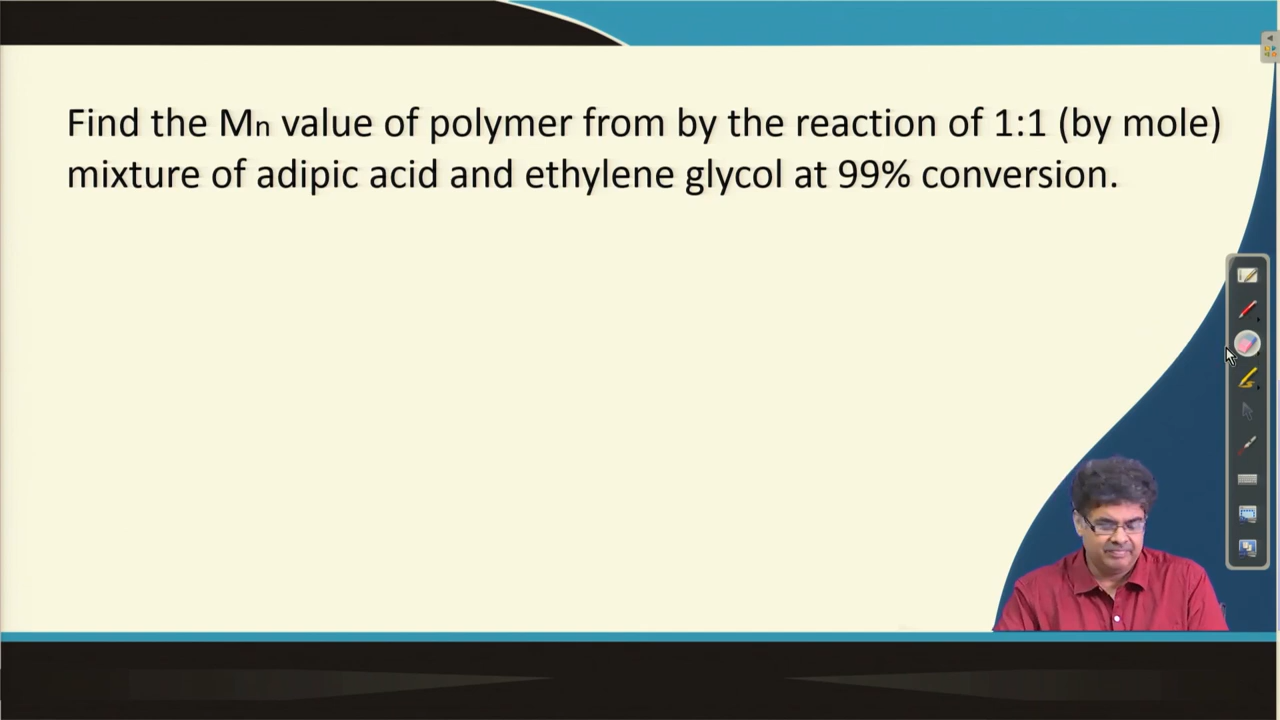 Find the Mn value of polymer from by the reaction of 1:1 (by mole)
mixture of adipic acid and ethylene glycol at 99% conversion.